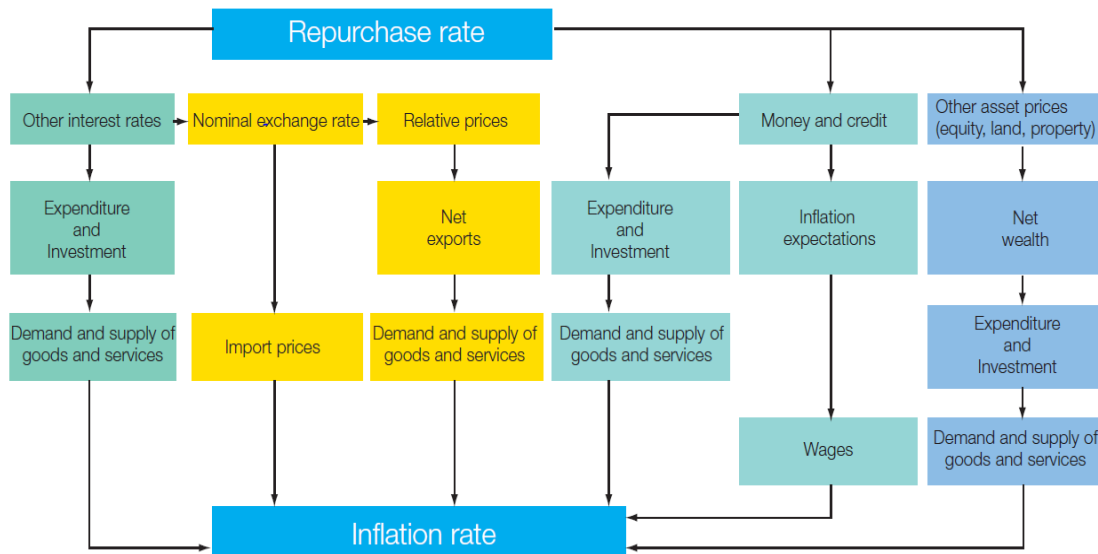 Repurchase rate
Other interest rates
Nominal exchange rate
Relative prices
Money and credit
Other asset prices
(equity, land, property)
Expenditure
and
Investment
Net
exports
Expenditure
and
Investment
Inflation
expectations
Net
wealth
Demand and supply of
goods and services
Import prices
Demand and supply of
goods and services
Demand and supply of
goods and services
Expenditure
and
Investment
Wages
Demand and supply of
goods and services
Inflation rate